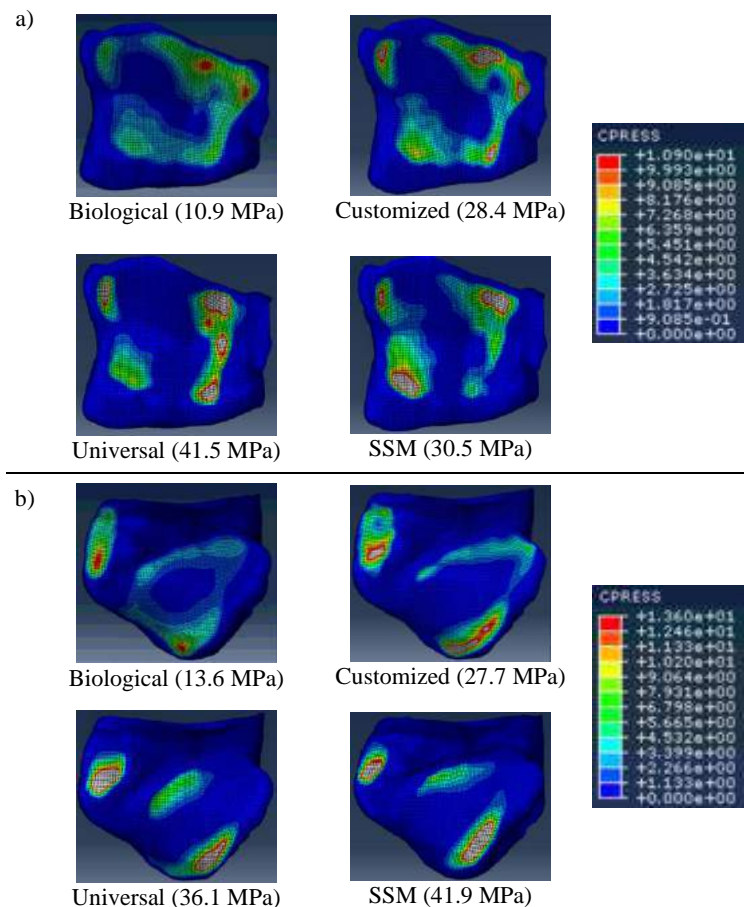 a)
Biological (10.9 MPa)
Customized (28.4 MPa)
CPRESS
+1.090e+01
+9.993e+00
+9.085e+00
+8.176e+00
+7.268e+00
+6.359e+00
+5.451e+00
+4.542e+00
+3.634e+00
+2.725e+00
+1.817e+00
+9.085e-01
+0.000e+00
Universal (41.5 MPa)
SSM (30.5 MPa)
b)
Biological (13.6 MPa)
Customized (27.7 MPa)
CPRESS
+1.360e+01
+1.246e+01
+1.133e+01
+1.020e+01
+9.064e+00
+7.931e+00
+6.798e+00
+5.665e+00
+4.532e+00
+3.399e+00
+2.266e+00
+1.133e+00
+0.000e+00
Universal (36.1 MPa)
SSM (41.9 MPa)